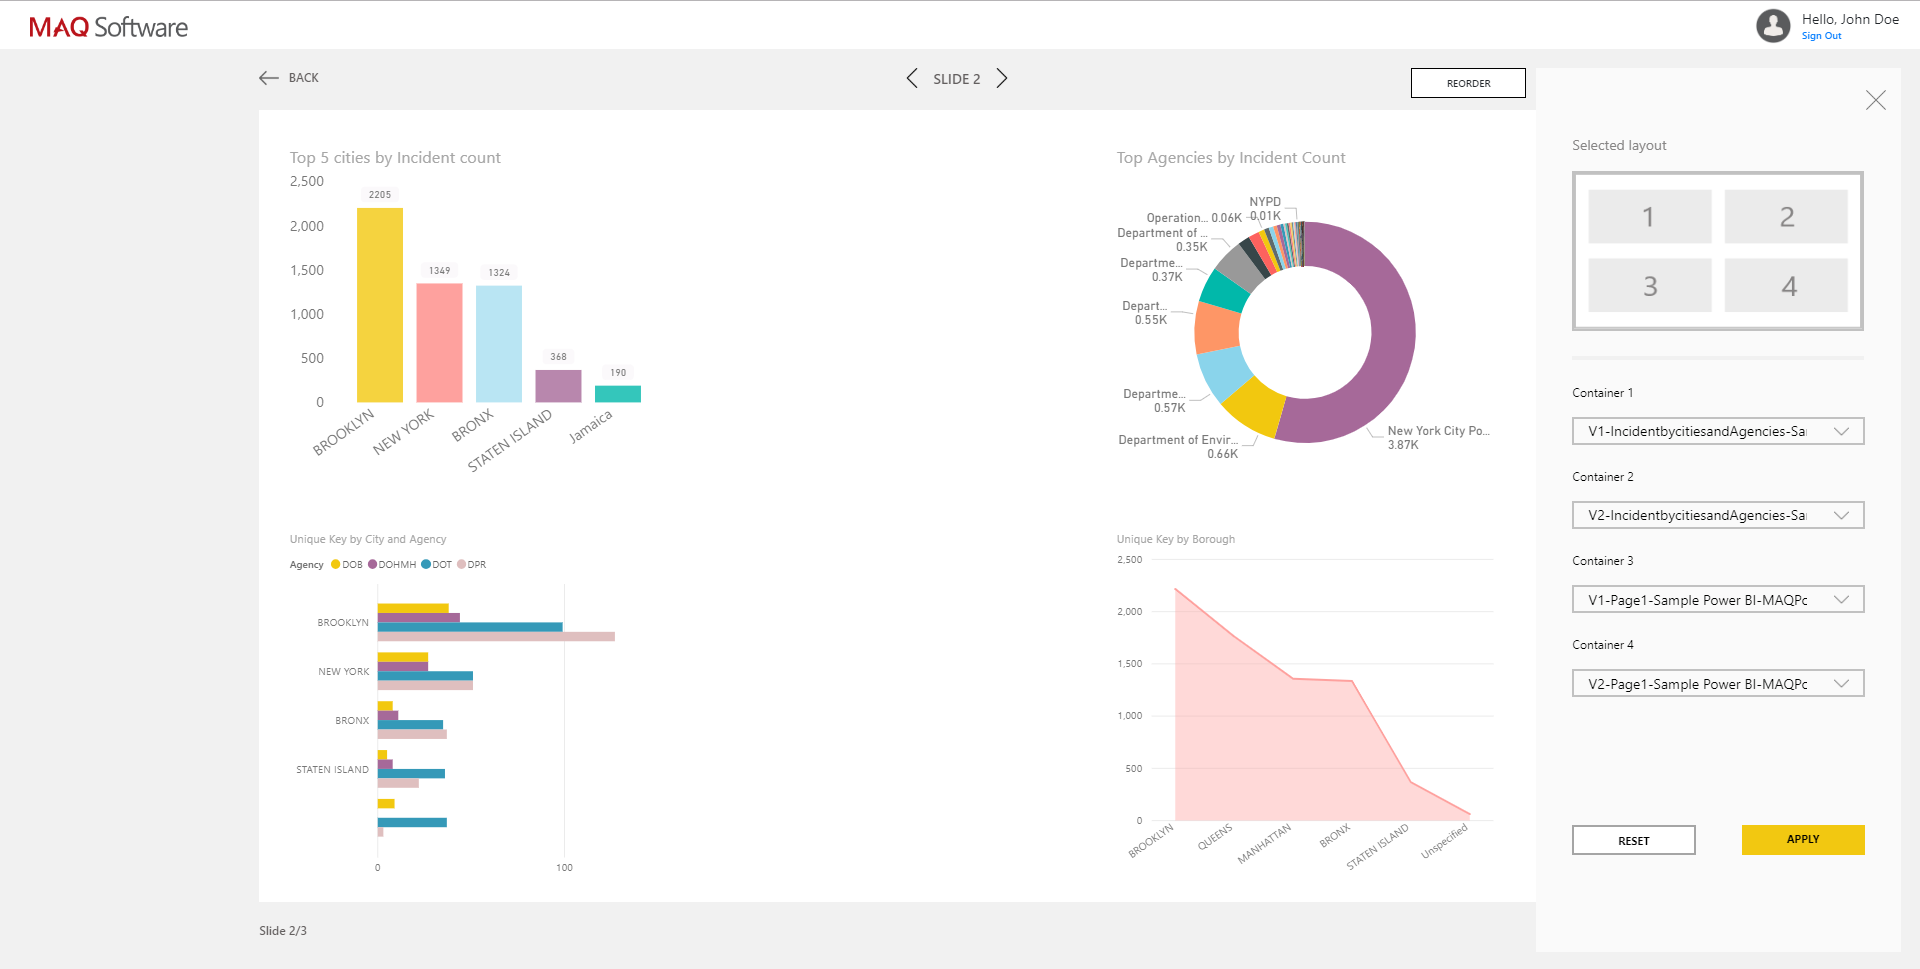 MAQ Software
Hello, John Doe
Sign Out
BACK
SLIDE 2
REORDER
Top 5 cities by Incident count
2,500
2,000
1,500
1,000
500
0
2205
1349
1324
368
190
BROOKLYN
NEW YORK
BRONX
STATEN ISLAND
Jamaica
Top Agencies by Incident Count
NYPD
0.01K
Operation... 0.06K
Department of ...
0.35K
Departme...
0.37K
Depart...
0.55K
Departme...
0.57K
Department of Envir...
0.66K
New York City Po...
3.87K
Unique Key by City and Agency
Agency DOB DOHMH DOT DPR
BROOKLYN
NEW YORK
BRONX
STATEN ISLAND
0 100
Unique Key by Borough
2,500
2,000
1,500
1,000
500
0
BROOKLYN
QUEENS
MANHATTAN
BRONX
STATEN ISLAND
Unspecified
Slide 2/3
Selected layout
1 2
3 4
Container 1
V1-IncidentbycitiesandAgencies-Sa
Container 2
V2-IncidentbycitiesandAgencies-Sa
Container 3
V1-Page1-Sample Power BI-MAQPo
Container 4
V2-Page1-Sample Power BI-MAQPo
RESET
APPLY